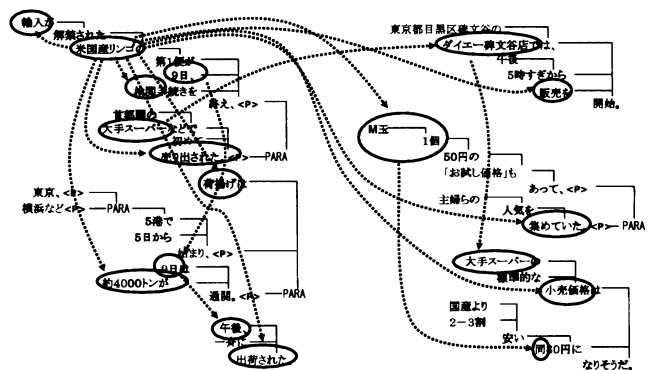 輸入が
解禁された
米国産リンゴの
第1便が
9日、
通関手続きを
終え、<P>
首都圏の
大手スーパーなどで
初めて
売り出された。<P>
PARA
荷揚げは
東京、<P>
横浜など<P>
PARA
5港で
5日から
始まり、<P>
9日は
約4000トンが
通関。<P>
PARA
午後、
一斉に
出荷された。
東京都目黒区碑文谷の
ダイエー碑文谷店では、
午後
5時すぎから
販売を
開始。
M玉
1個
50円の
「お試し価格」も
あって、<P>
主婦らの
人気を
集めていた。<P>
PARA
大手スーパーの
標準的な
小売価格は
国産より
2－3割
安い
同80円に
なりそうだ。